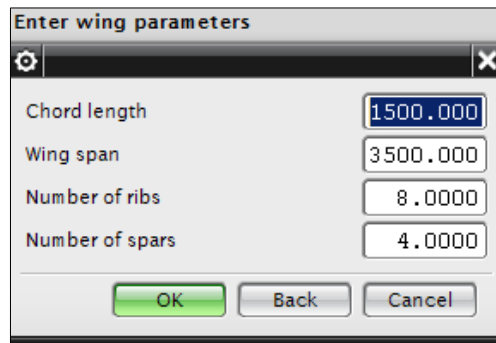 Enter wing parameters
Chord length 1500.000
Wing span 3500.000
Number of ribs 8.0000
Number of spars 4.0000
OK Back Cancel